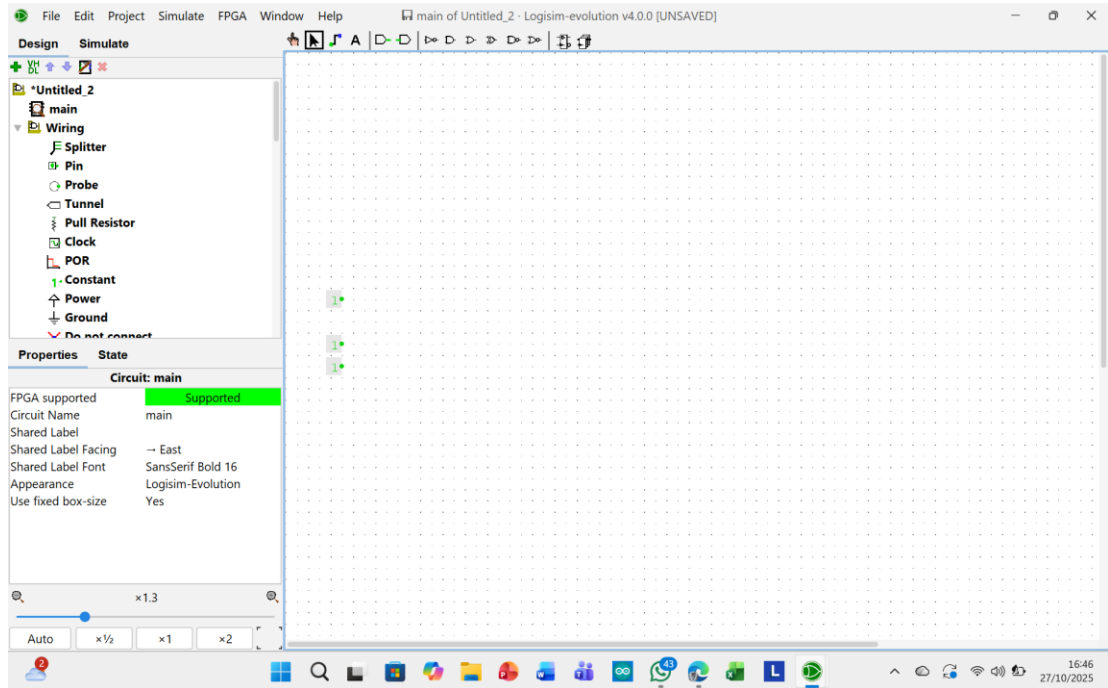 File Edit Project Simulate FPGA Window Help main of Untitled_2 · Logisim-evolution v4.0.0 [UNSAVED]
Design Simulate
A
VH
DL
*Untitled_2
main
Wiring
Splitter
Pin
Probe
Tunnel
Pull Resistor
Clock
POR
1 Constant
Power
Ground
Do not connect
1
1
1
Properties State
Circuit: main
FPGA supported Supported
Circuit Name main
Shared Label
Shared Label Facing → East
Shared Label Font SansSerif Bold 16
Appearance Logisim-Evolution
Use fixed box-size Yes
×1.3
Auto ×½ ×1 ×2
2
43
L
16:46
27/10/2025